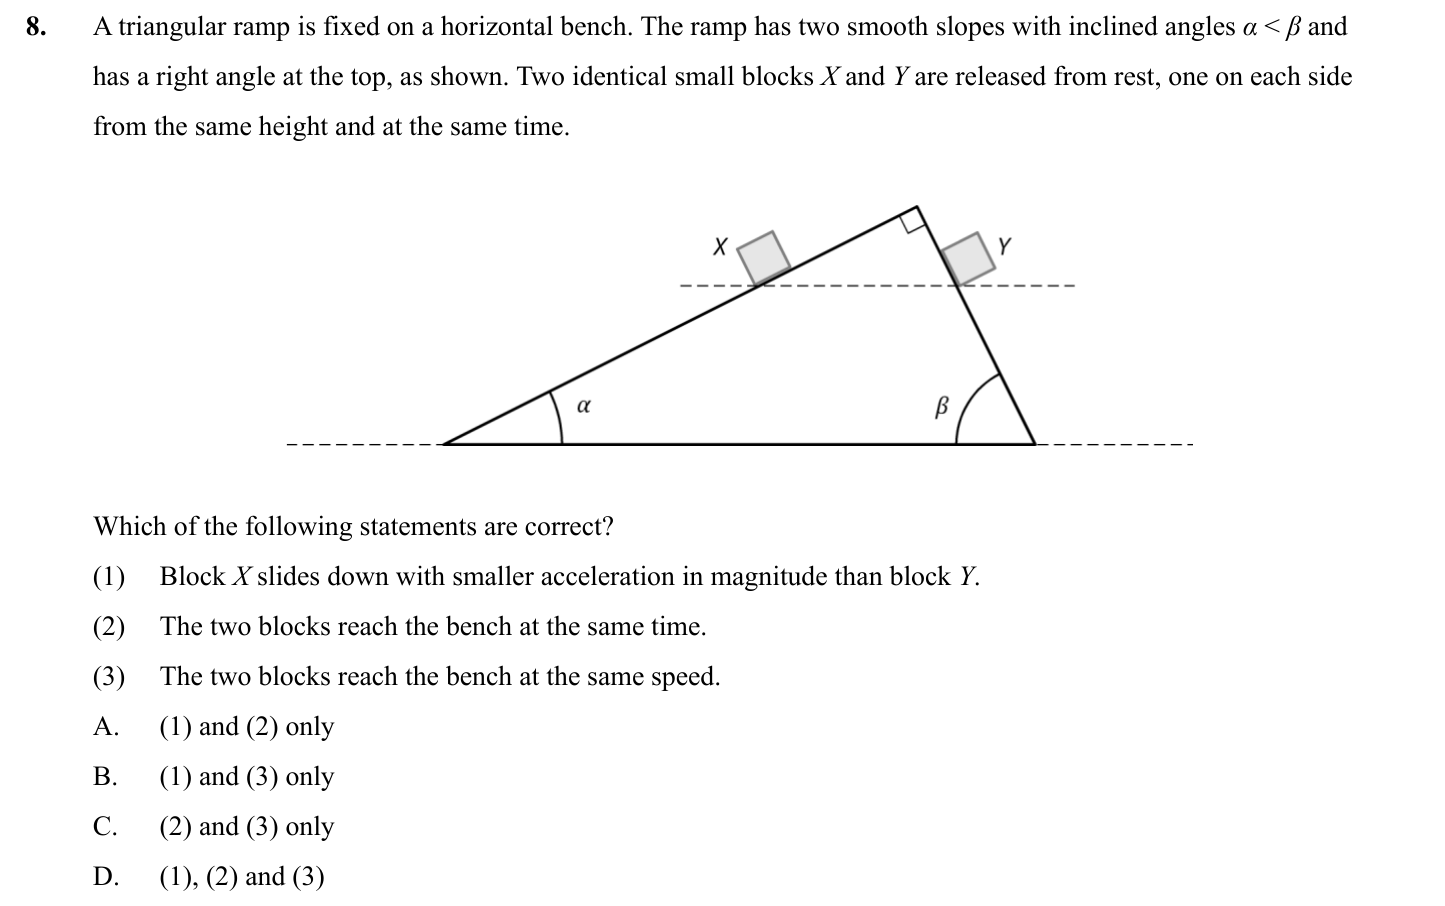 8. A triangular ramp is fixed on a horizontal bench. The ramp has two smooth slopes with inclined angles α < β and
has a right angle at the top, as shown. Two identical small blocks X and Y are released from rest, one on each side
from the same height and at the same time.
X Y
α β
Which of the following statements are correct?
(1) Block X slides down with smaller acceleration in magnitude than block Y.
(2) The two blocks reach the bench at the same time.
(3) The two blocks reach the bench at the same speed.
A. (1) and (2) only
B. (1) and (3) only
C. (2) and (3) only
D. (1), (2) and (3)